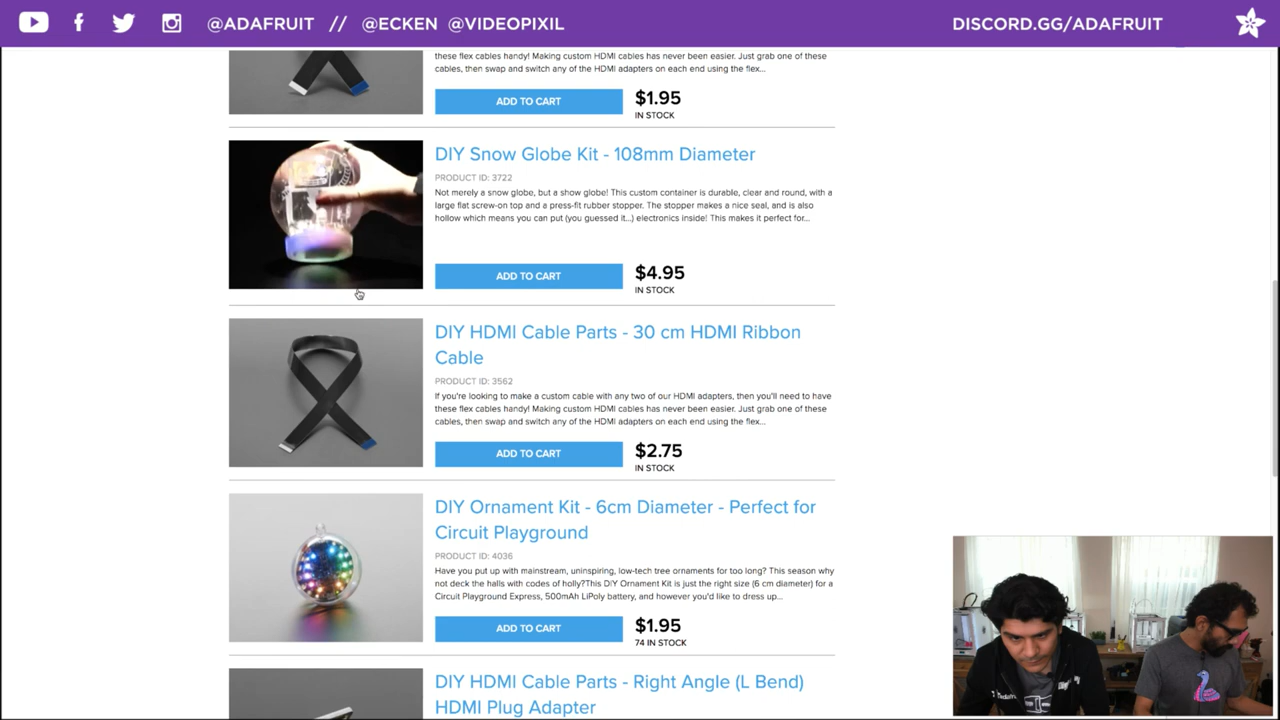 @ADAFRUIT // @ECKEN @VIDEOPIXIL
DISCORD.GG/ADAFRUIT
these flex cables handy! Making custom HDMI cables has never been easier. Just grab one of these
cables, then swap and switch any of the HDMI adapters on each end using the flex...
ADD TO CART
$1.95
IN STOCK
DIY Snow Globe Kit - 108mm Diameter
PRODUCT ID: 3722
Not merely a snow globe, but a show globe! This custom container is durable, clear and round, with a
large flat screw-on top and a press-fit rubber stopper. The stopper makes a nice seal, and is also
hollow which means you can put (you guessed it...) electronics inside! This makes it perfect for...
ADD TO CART
$4.95
IN STOCK
DIY HDMI Cable Parts - 30 cm HDMI Ribbon
Cable
PRODUCT ID: 3562
If you're looking to make a custom cable with any two of our HDMI adapters, then you'll need to have
these flex cables handy! Making custom HDMI cables has never been easier. Just grab one of these
cables, then swap and switch any of the HDMI adapters on each end using the flex...
ADD TO CART
$2.75
IN STOCK
DIY Ornament Kit - 6cm Diameter - Perfect for
Circuit Playground
PRODUCT ID: 4036
Have you put up with mainstream, uninspiring, low-tech tree ornaments for too long? This season why
not deck the halls with codes of holly?This DIY Ornament Kit is just the right size (6 cm diameter) for a
Circuit Playground Express, 500mAh LiPoly battery, and however you'd like to dress up...
ADD TO CART
$1.95
74 IN STOCK
DIY HDMI Cable Parts - Right Angle (L Bend)
HDMI Plug Adapter